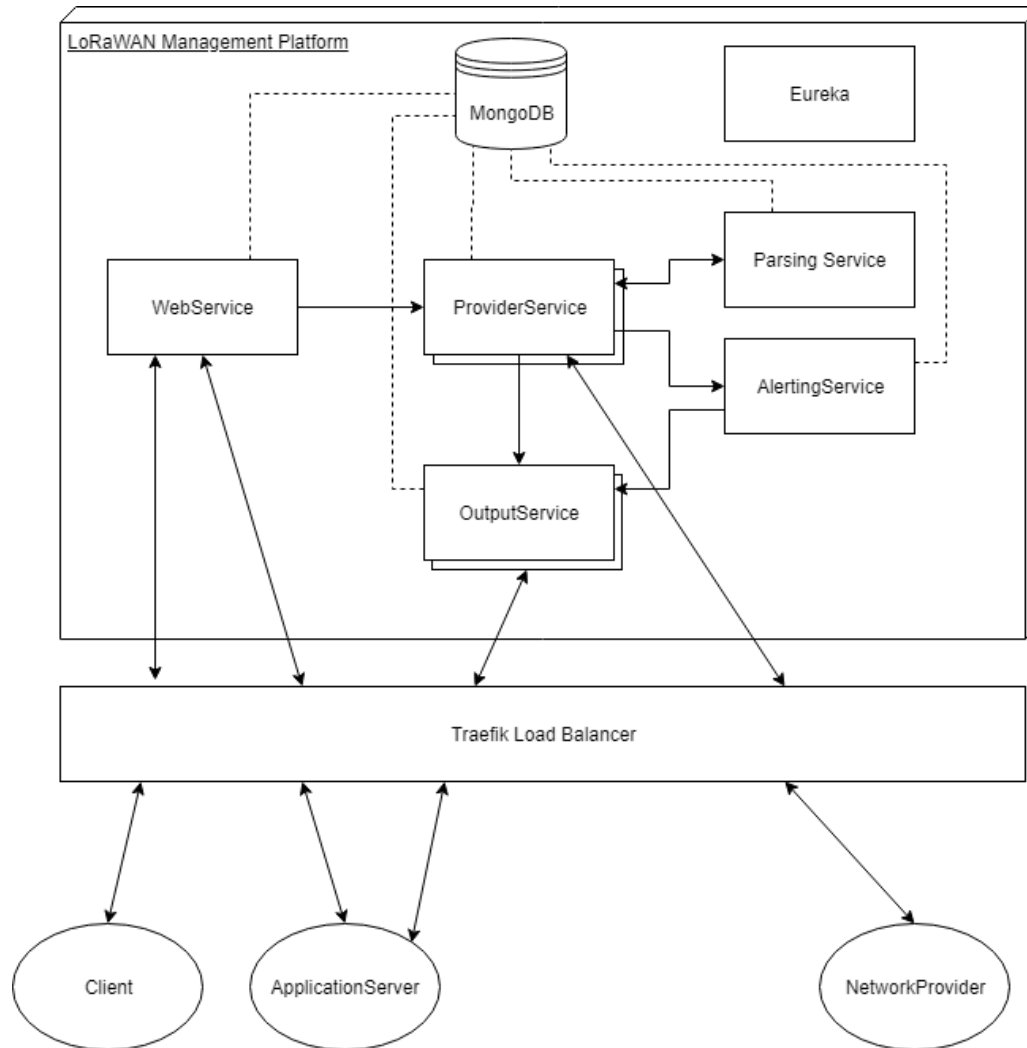 LoRaWAN Management Platform
MongoDB
Eureka
Parsing Service
WebService
ProviderService
AlertingService
OutputService
Traefik Load Balancer
Client
ApplicationServer
NetworkProvider